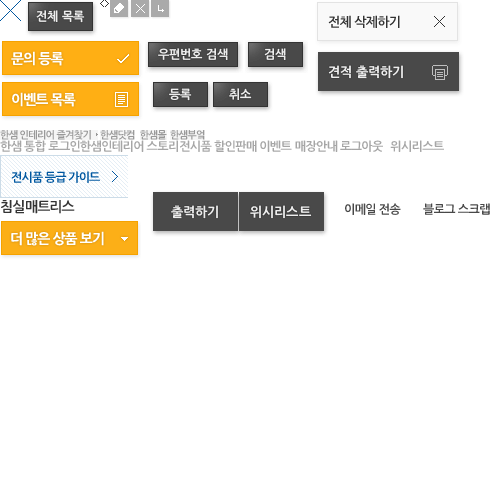 전체 목록
전체 삭제하기
문의 등록
우편번호 검색
검색
견적 출력하기
이벤트 목록
등록
취소
한샘 인테리어 즐겨찾기 한샘닷컴 한샘몰 한샘부엌
한샘 통합 로그인한샘인테리어 스토리전시품 할인판매 이벤트 매장안내 로그아웃 위시리스트
전시품 등급 가이드
침실매트리스
출력하기
위시리스트
이메일 전송
블로그 스크랩
더 많은 상품 보기